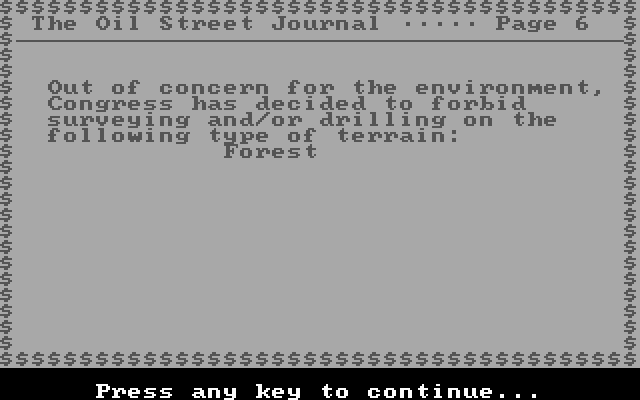 $$$$$$$$$$$$$$$$$$$$$$$$$$$$$$$$$$$$$$$$
The Oil Street Journal ····· Page 6
Out of concern for the environment,
Congress has decided to forbid
surveying and/or drilling on the
following type of terrain:
Forest
$$$$$$$$$$$$$$$$$$$$$$$$$$$$$$$$$$$$$$$$
Press any key to continue...